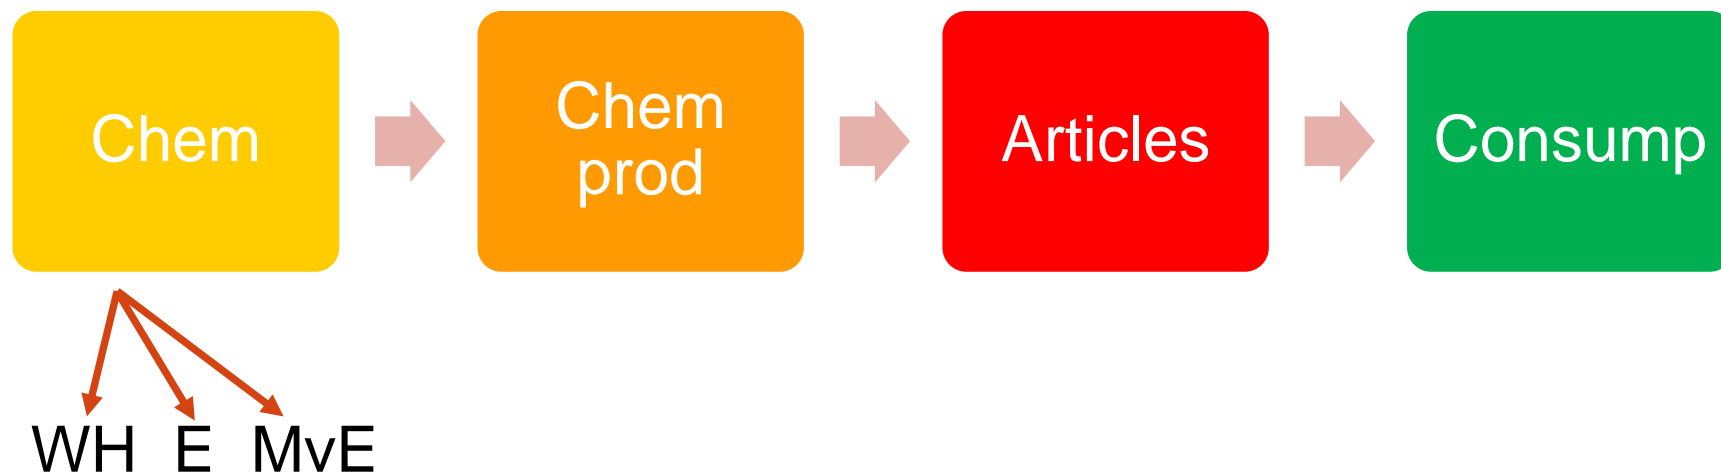 Chem
Chem
prod
Articles
Consump
WH E MvE